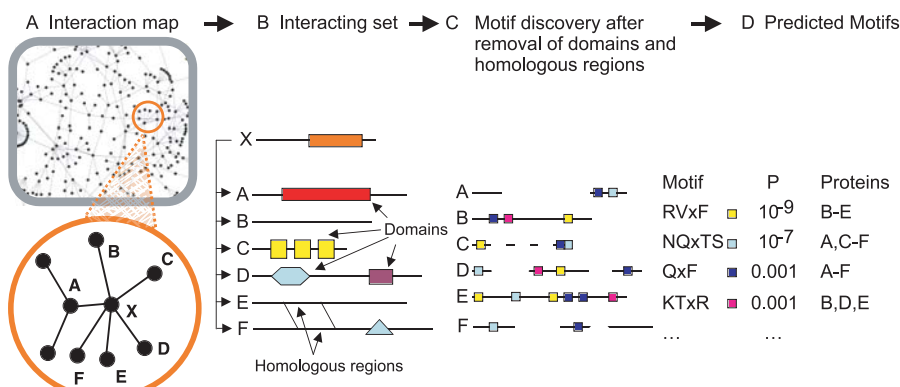 A Interaction map
B Interacting set
C Motif discovery after
removal of domains and
homologous regions
D Predicted Motifs
B
C
A
X
D
F
E
X
A
B
C
D
E
F
Domains
Homologous regions
A
B
C
D
E
F
Motif P Proteins
RVxF 10-9 B-E
NQxTS 10-7 A,C-F
QxF 0.001 A-F
KTxR 0.001 B,D,E
... ...